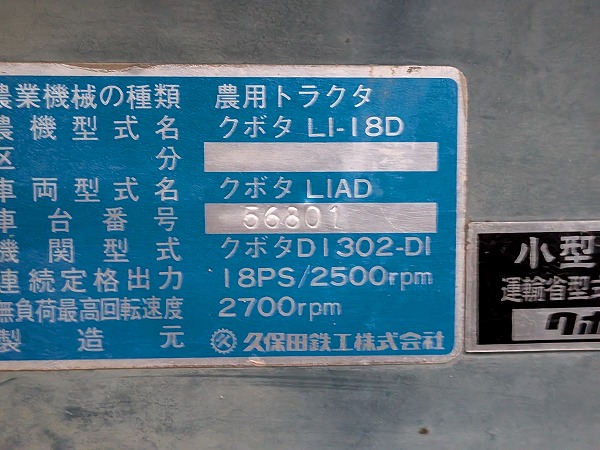 農業機械の種類 農用トラクタ
農機型式名 クボタ L1-18D
区分
車両型式名 クボタ L1AD
車台番号 56801
機関型式 クボタD1302-D1
連続定格出力 18PS/2500rpm
無負荷最高回転速度 2700rpm
製造元 久保田鉄工株式会社
小型
運輸省型式
クボ